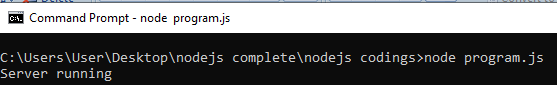 Command Prompt - node program.js
C:\Users\User\Desktop\nodejs complete\nodejs codings>node program.js
Server running